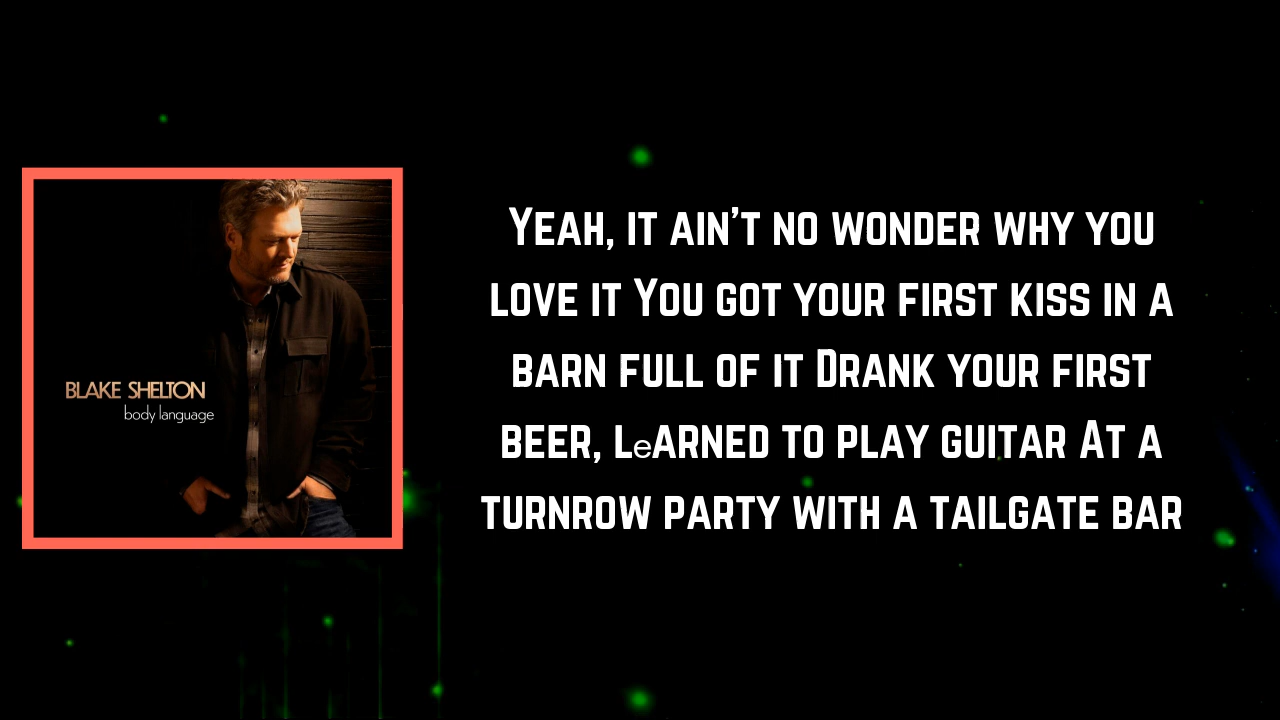 BLAKE SHELTON
body language
Yeah, it ain't no wonder why you
love it You got your first kiss in a
barn full of it Drank your first
beer, Learned to play guitar At a
turnrow party with a tailgate bar